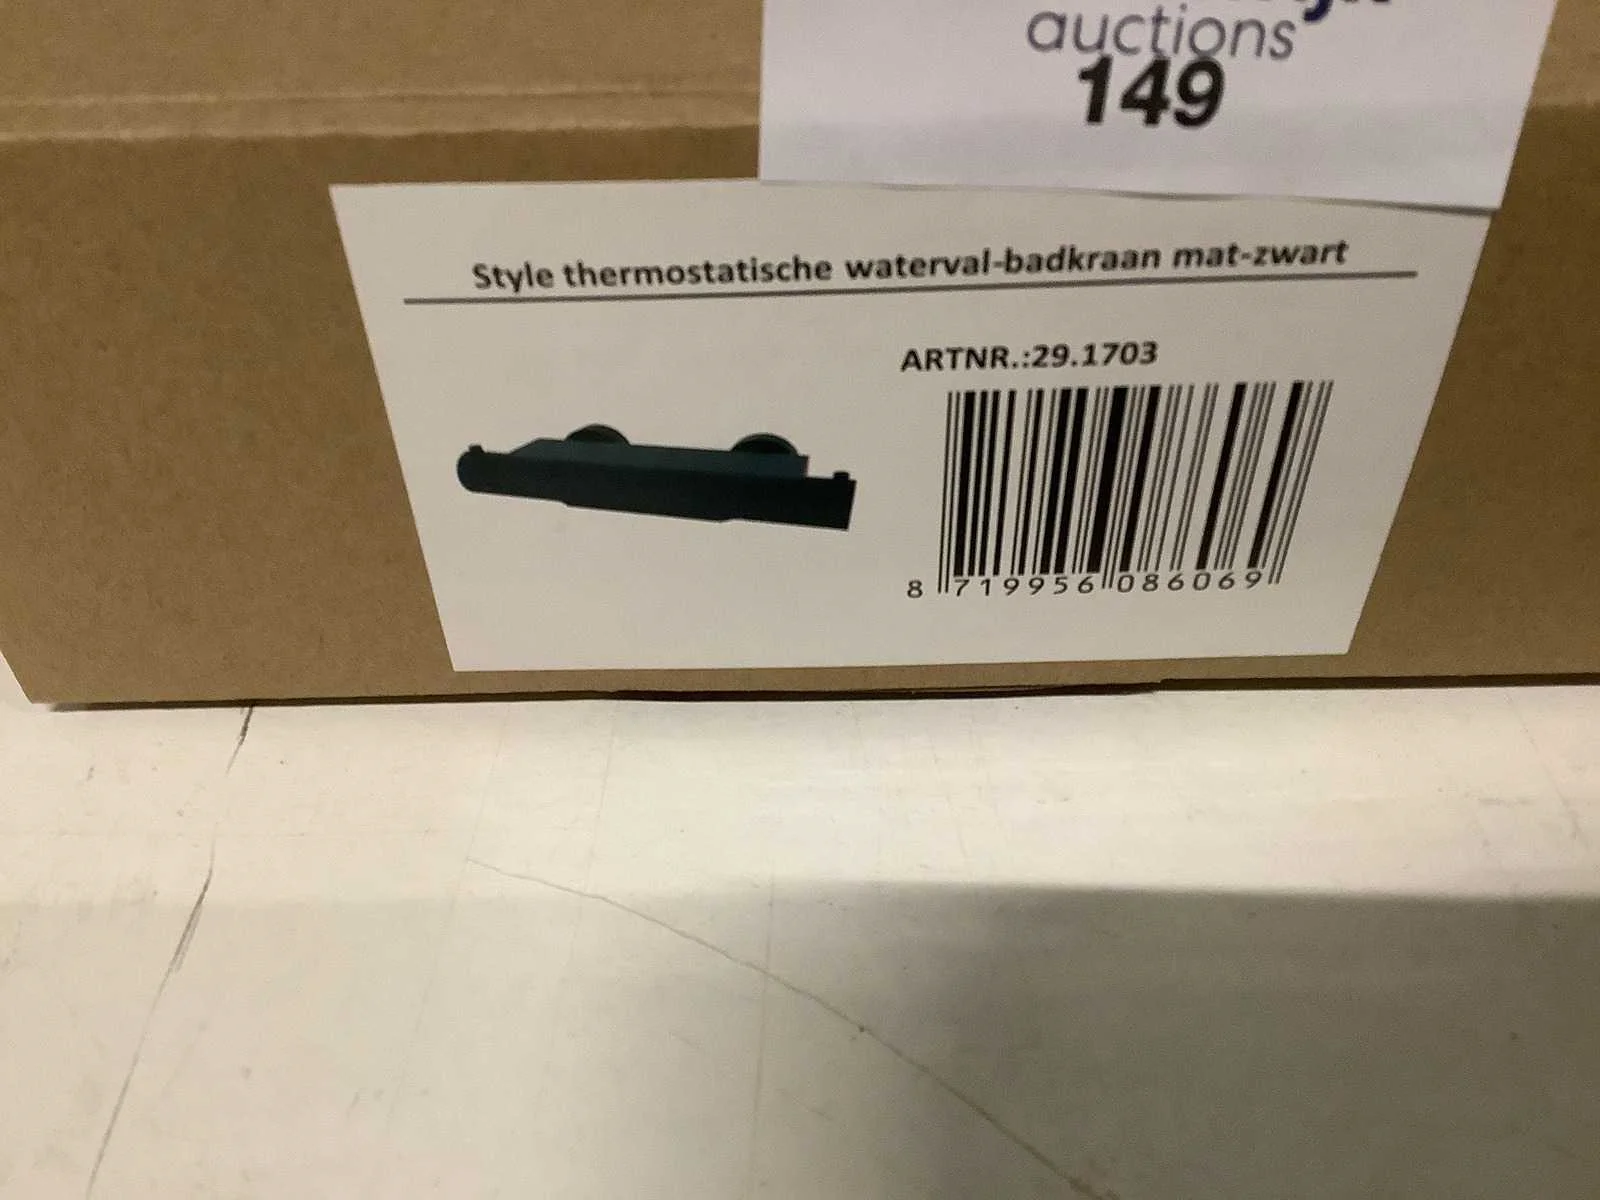 auctions
149
Style thermostatische waterval-badkraan mat-zwart
ARTNR.:29.1703
8 719956 086069